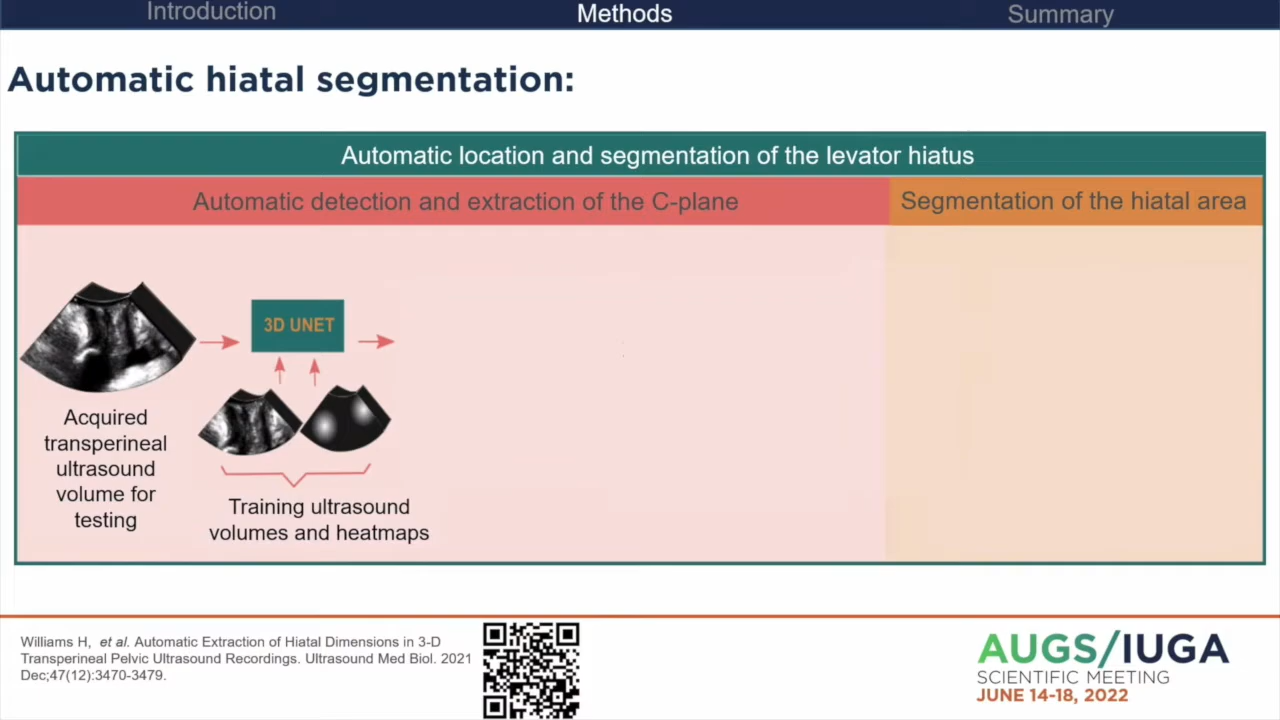 Introduction
Methods
Summary
Automatic hiatal segmentation:
Automatic location and segmentation of the levator hiatus
Automatic detection and extraction of the C-plane
Segmentation of the hiatal area
3D UNET
Acquired
transperineal
ultrasound
volume for
testing
Training ultrasound
volumes and heatmaps
Williams H, et al. Automatic Extraction of Hiatal Dimensions in 3-D
Transperineal Pelvic Ultrasound Recordings. Ultrasound Med Biol. 2021
Dec;47(12):3470-3479.
AUGS/IUGA
SCIENTIFIC MEETING
JUNE 14-18, 2022